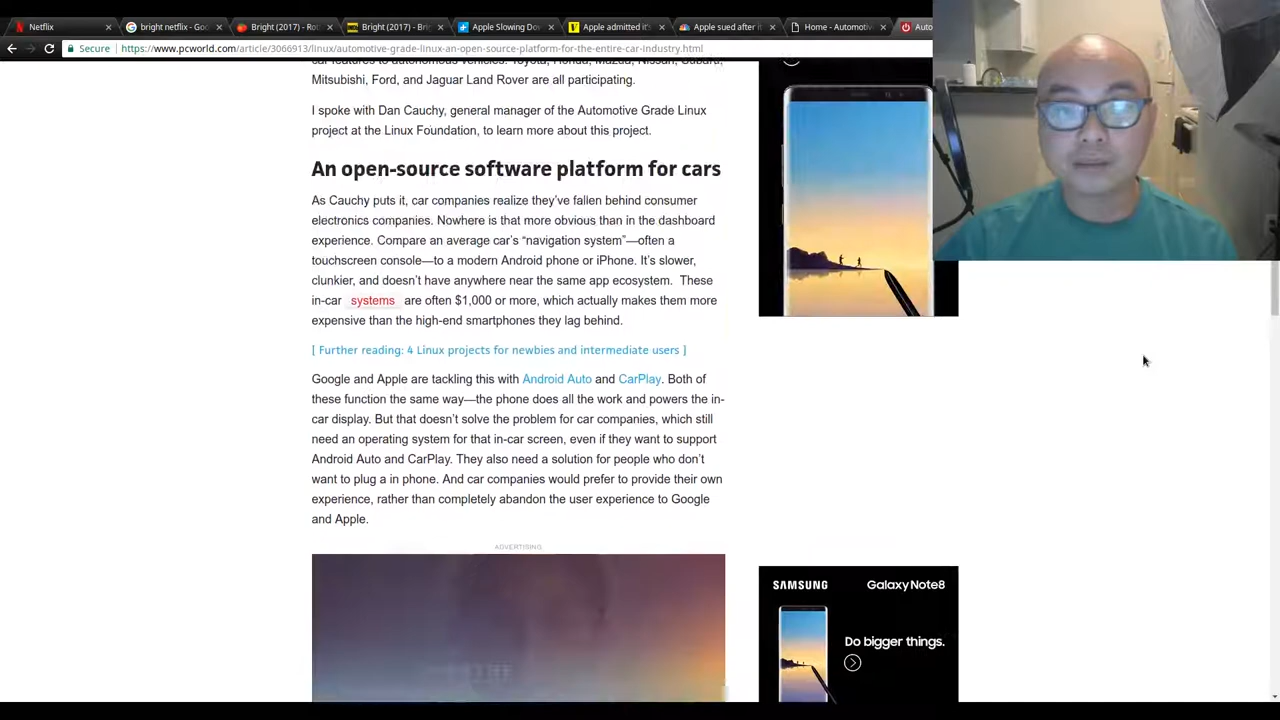 Netflix
bright netflix - Goo
Bright (2017) - Rot
Bright (2017) - Bri
Apple Slowing Do
Apple admitted it's
Apple sued after it
Home - Automotiv
Auto
Secure
https://www.pcworld.com/article/3066913/linux/automotive-grade-linux-an-open-source-platform-for-the-entire-car-industry.html
car features to autonomous vehicles. Toyota, Honda, Mazda, Nissan, Subaru,
Mitsubishi, Ford, and Jaguar Land Rover are all participating.
I spoke with Dan Cauchy, general manager of the Automotive Grade Linux
project at the Linux Foundation, to learn more about this project.
An open-source software platform for cars
As Cauchy puts it, car companies realize they've fallen behind consumer
electronics companies. Nowhere is that more obvious than in the dashboard
experience. Compare an average car's “navigation system”—often a
touchscreen console—to a modern Android phone or iPhone. It's slower,
clunkier, and doesn't have anywhere near the same app ecosystem. These
in-car systems are often $1,000 or more, which actually makes them more
expensive than the high-end smartphones they lag behind.
[ Further reading: 4 Linux projects for newbies and intermediate users ]
Google and Apple are tackling this with Android Auto and CarPlay. Both of
these function the same way—the phone does all the work and powers the in-
car display. But that doesn't solve the problem for car companies, which still
need an operating system for that in-car screen, even if they want to support
Android Auto and CarPlay. They also need a solution for people who don't
want to plug a in phone. And car companies would prefer to provide their own
experience, rather than completely abandon the user experience to Google
and Apple.
ADVERTISING
SAMSUNG
Galaxy Note8
Do bigger things.